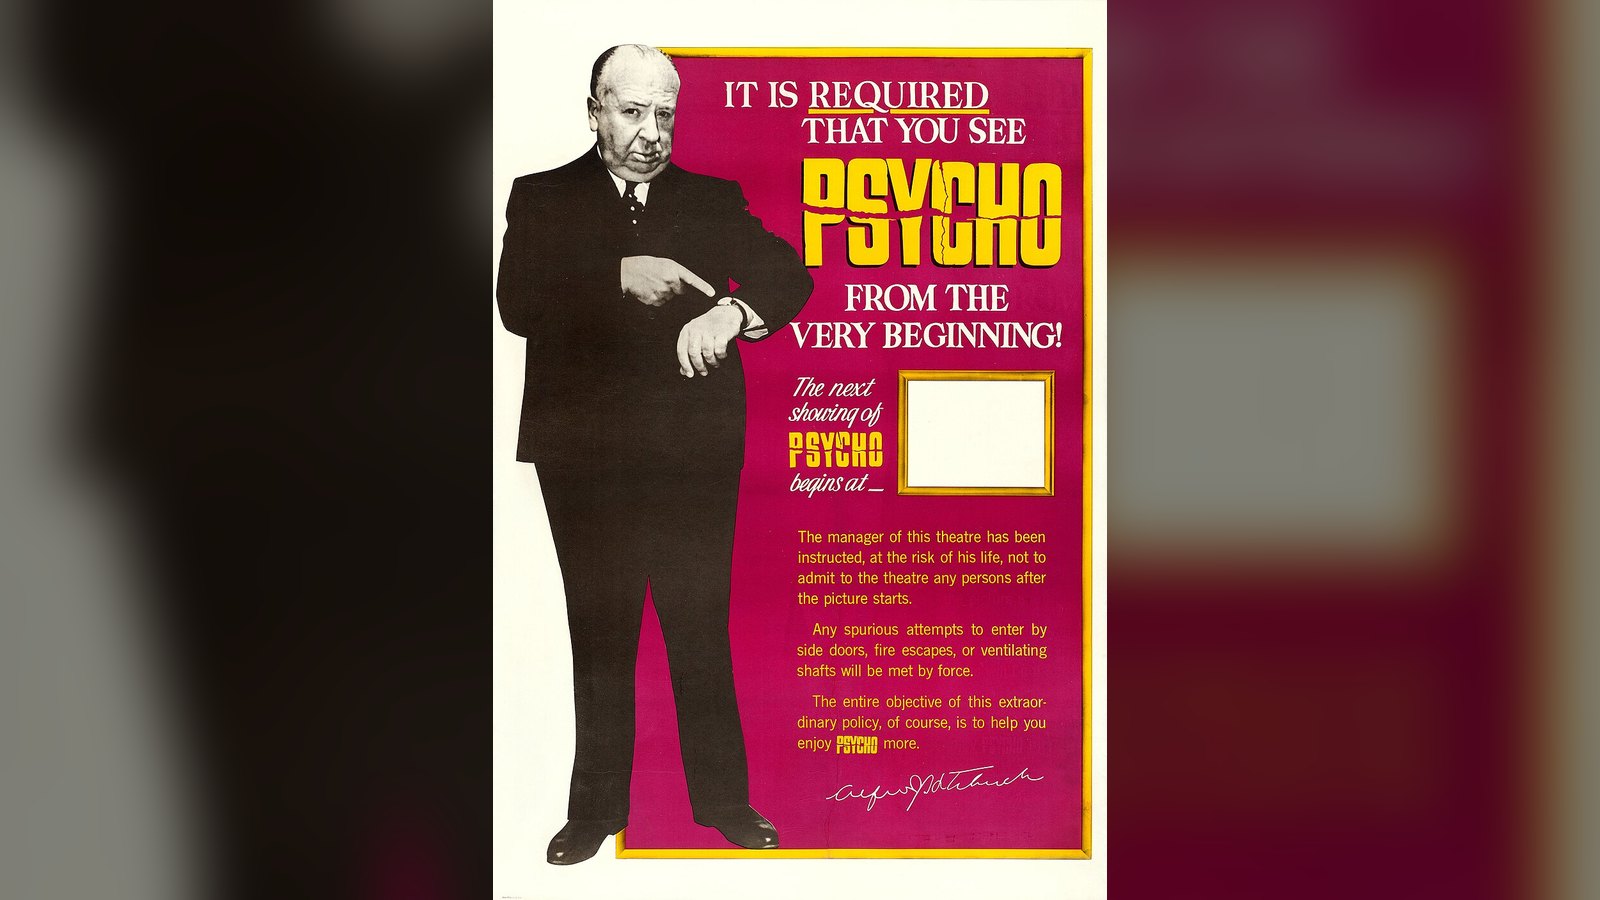 IT IS REQUIRED
THAT YOU SEE
PSYCHO
FROM THE
VERY BEGINNING!
The next
showing of
PSYCHO
begins at _
The manager of this theatre has been
instructed, at the risk of his life, not to
admit to the theatre any persons after
the picture starts.
Any spurious attempts to enter by
side doors, fire escapes, or ventilating
shafts will be met by force.
The entire objective of this extraor-
dinary policy, of course, is to help you
enjoy PSYCHO more.
Alfred Hitchcock